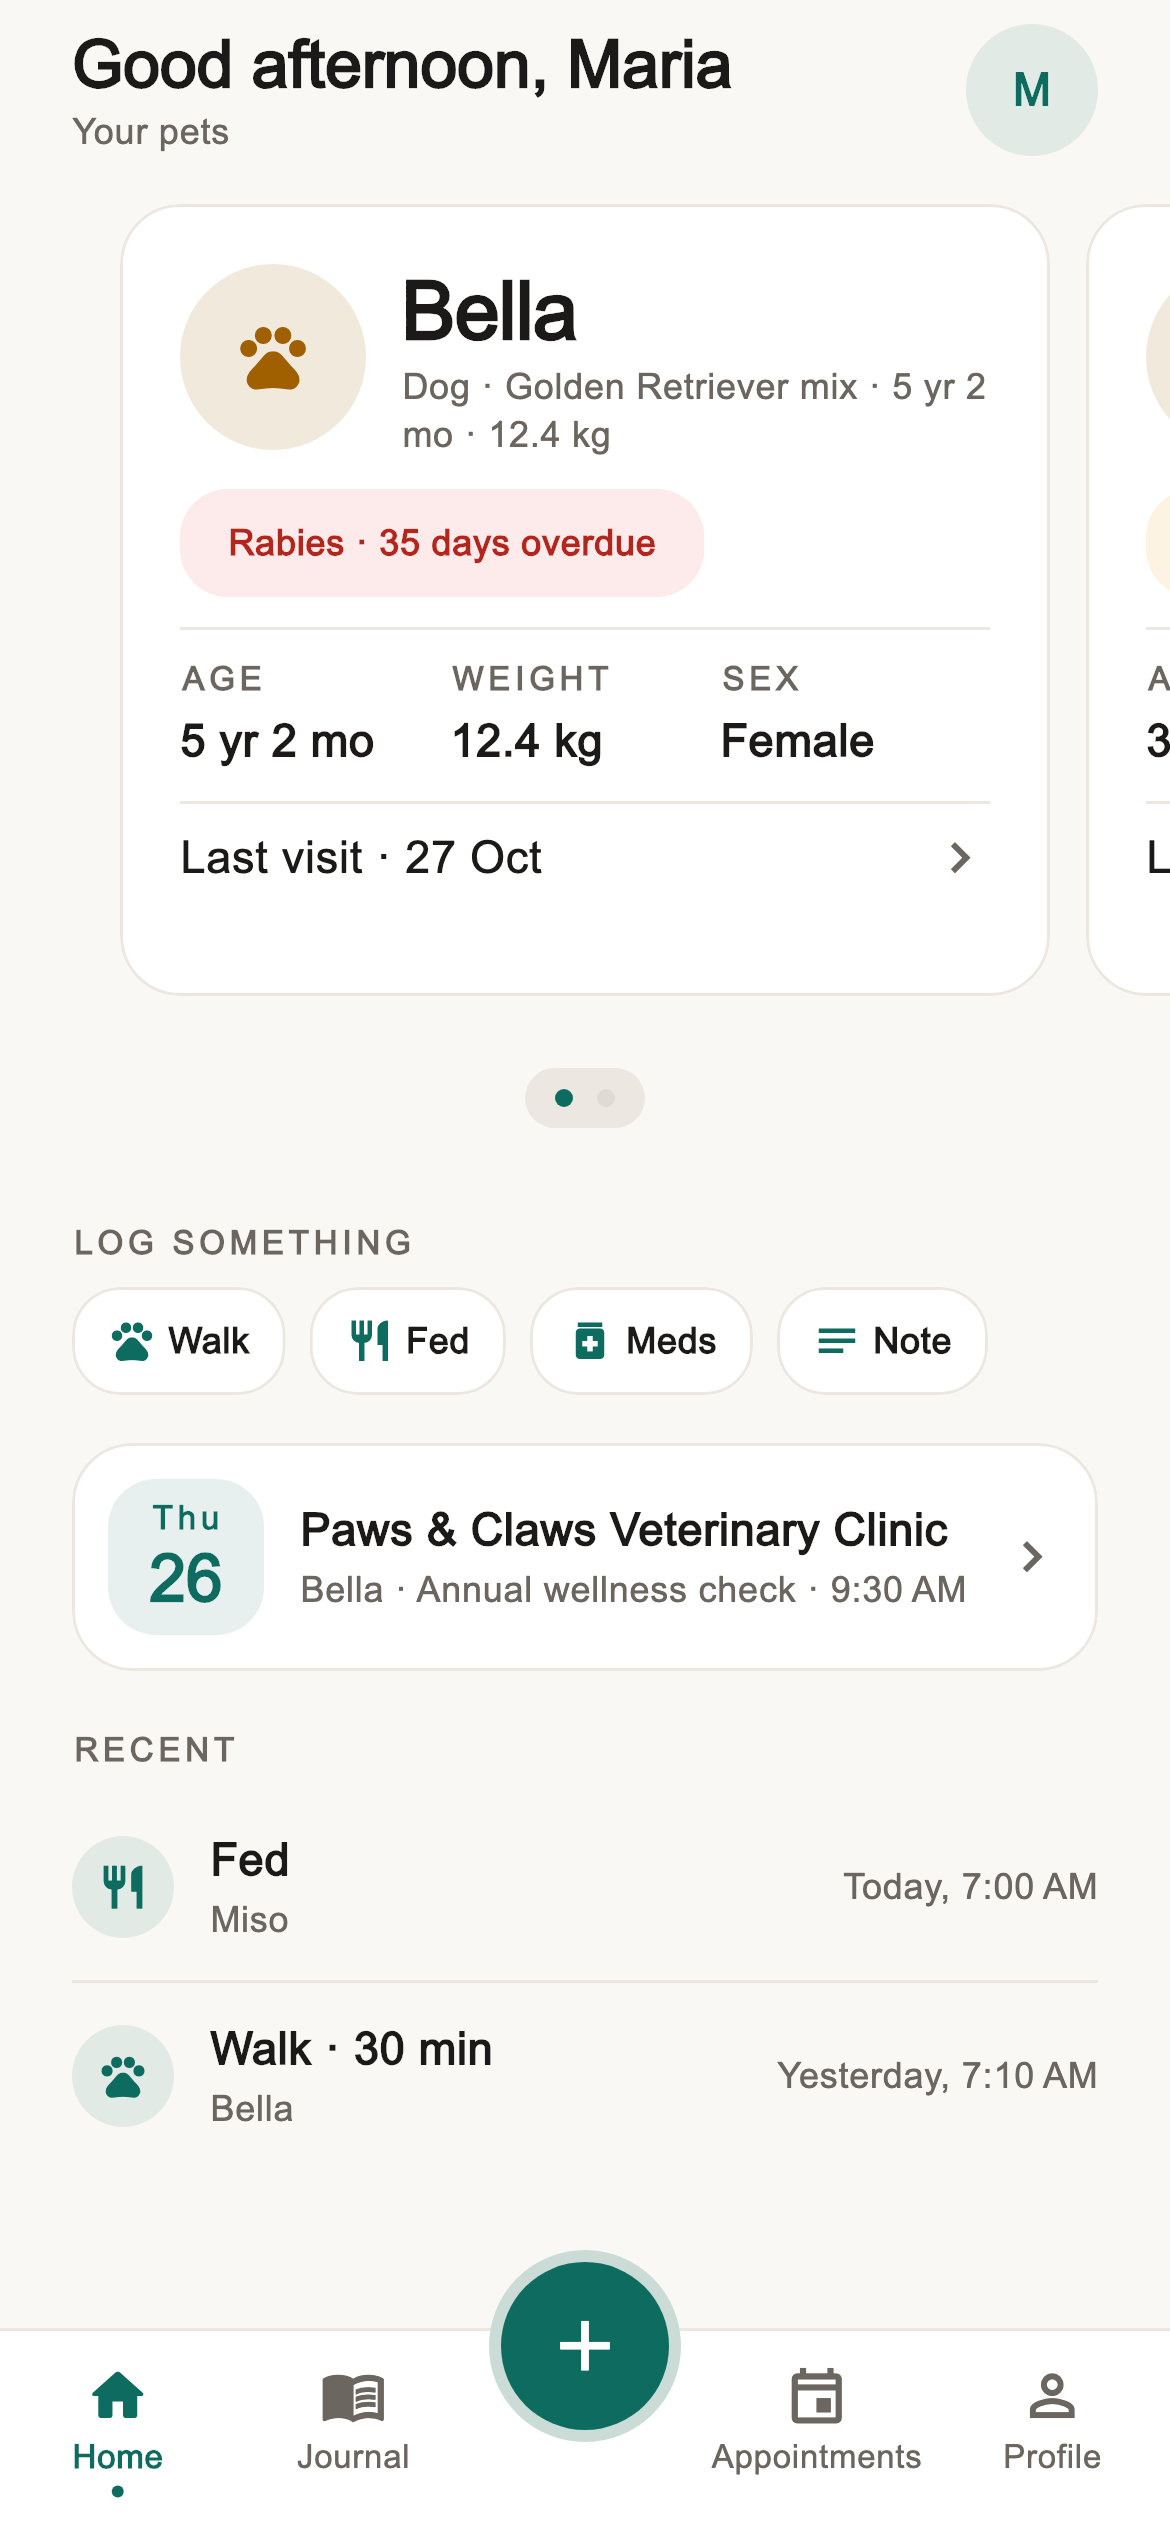 Good afternoon, Maria
Your pets
M
Bella
Dog · Golden Retriever mix · 5 yr 2
mo · 12.4 kg
Rabies · 35 days overdue
AGE WEIGHT SEX
5 yr 2 mo 12.4 kg Female
Last visit · 27 Oct
A
3
L
LOG SOMETHING
Walk Fed Meds Note
Thu
26
Paws & Claws Veterinary Clinic
Bella · Annual wellness check · 9:30 AM
RECENT
Fed
Miso
Today, 7:00 AM
Walk · 30 min
Bella
Yesterday, 7:10 AM
Home Journal Appointments Profile